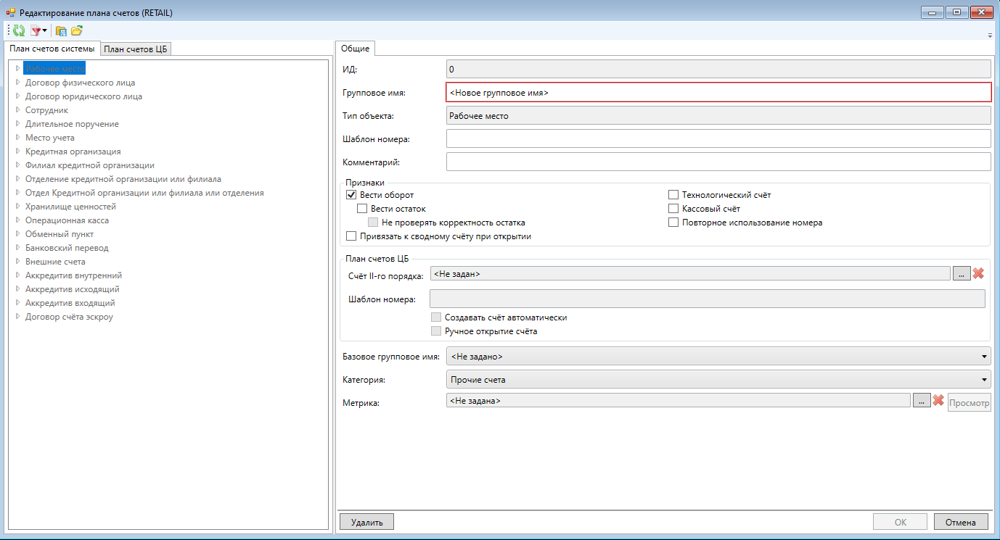 Редактирование плана счетов (RETAIL)
План счетов системы
План счетов ЦБ
Рабочее место
Договор физического лица
Договор юридического лица
Сотрудник
Длительное поручение
Место учета
Кредитная организация
Филиал кредитной организации
Отделение кредитной организации или филиала
Отдел Кредитной организации или филиала или отделения
Хранилище ценностей
Операционная касса
Обменный пункт
Банковский перевод
Внешние счета
Аккредитив внутренний
Аккредитив исходящий
Аккредитив входящий
Договор счёта эскроу
Общие
ИД: 0
Групповое имя: <Новое групповое имя>
Тип объекта: Рабочее место
Шаблон номера:
Комментарий:
Признаки
Вести оборот
Технологический счёт
Вести остаток
Кассовый счёт
Не проверять корректность остатка
Повторное использование номера
Привязать к сводному счёту при открытии
План счетов ЦБ
Счёт II-го порядка: <Не задан> ...
Шаблон номера:
Создавать счёт автоматически
Ручное открытие счёта
Базовое групповое имя: <Не задано>
Категория: Прочие счета
Метрика: <Не задана> ... Просмотр
Удалить
ОК
Отмена